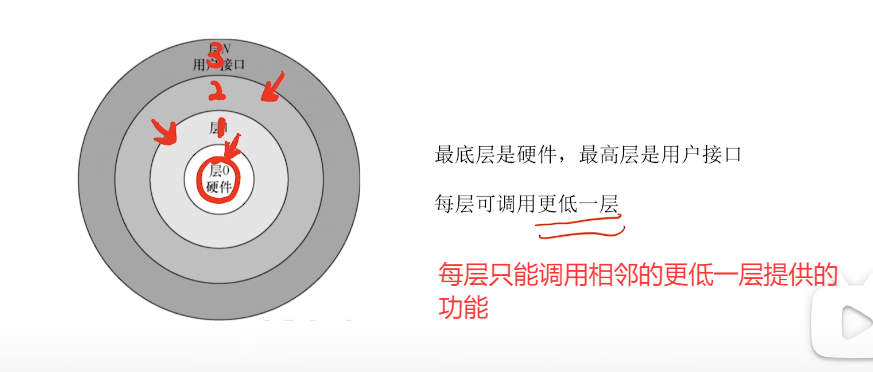 层N
用户接口
3
2
层1
1
层0
硬件
最底层是硬件，最高层是用户接口
每层可调用更低一层
每层只能调用相邻的更低一层提供的
功能